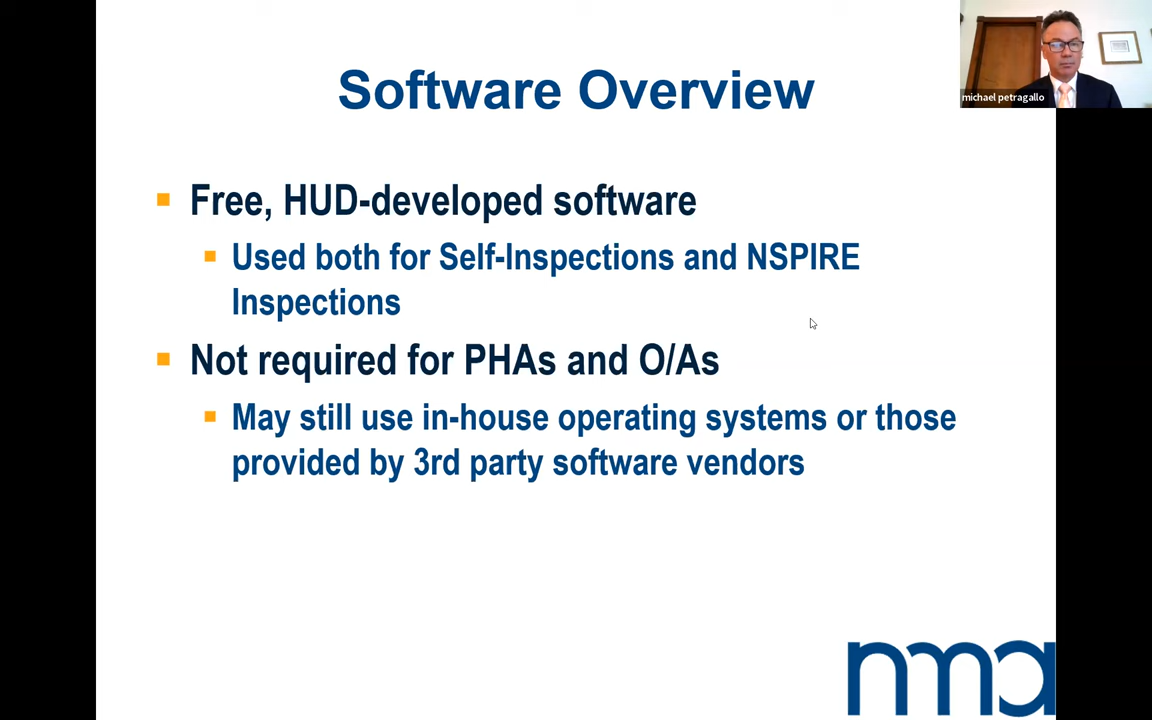 Software Overview
michael petragallo
Free, HUD-developed software
Used both for Self-Inspections and NSPIRE
Inspections
Not required for PHAs and O/As
May still use in-house operating systems or those
provided by 3rd party software vendors
nma